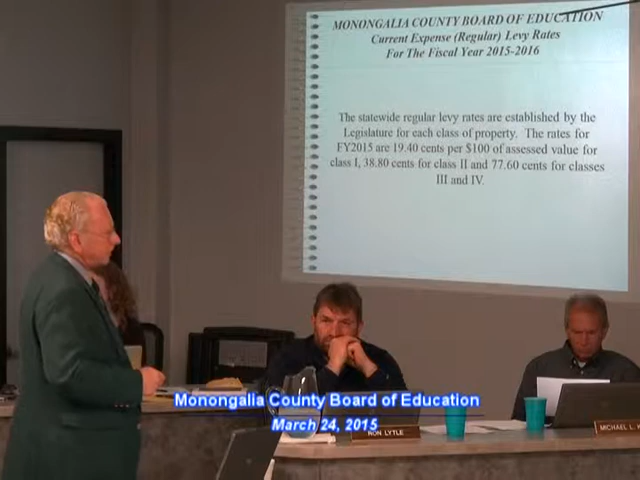 MONONGALIA COUNTY BOARD OF EDUCATION
Current Expense (Regular) Levy Rates
For The Fiscal Year 2015-2016
The statewide regular levy rates are established by the
Legislature for each class of property. The rates for
FY2015 are 19.40 cents per $100 of assessed value for
class I, 38.80 cents for class II and 77.60 cents for classes
III and IV.
Monongalia County Board of Education
March 24, 2015
RON LYTLE
MICHAEL L.